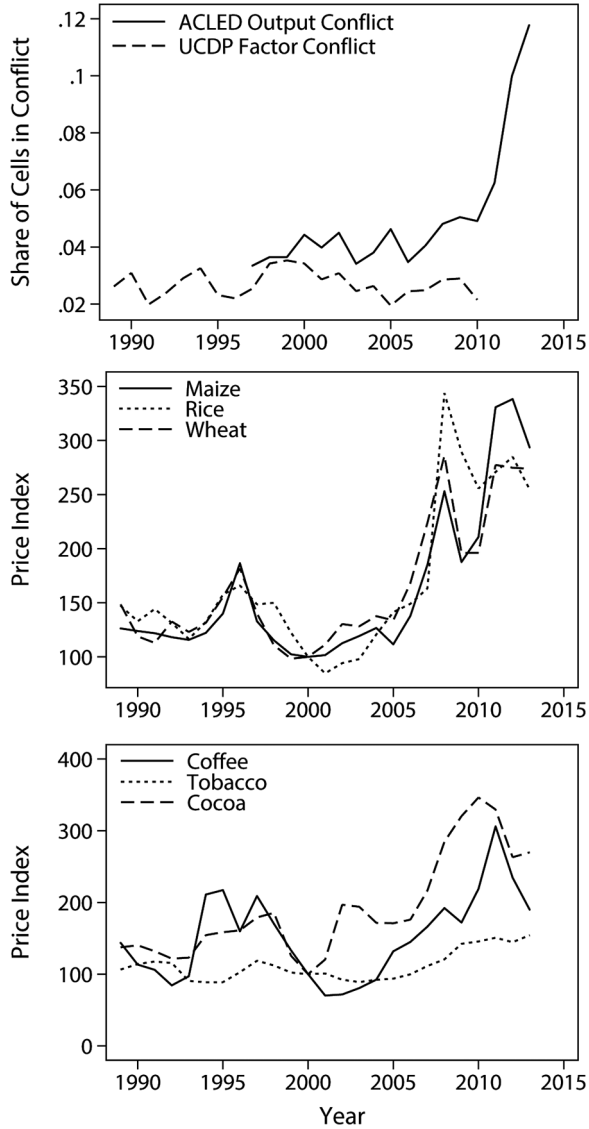 .12
ACLED Output Conflict
UCDP Factor Conflict
.1
.08
.06
.04
.02
Share of Cells in Conflict
1990 1995 2000 2005 2010 2015
350
Maize
Rice
Wheat
300
250
200
150
100
Price Index
1990 1995 2000 2005 2010 2015
400
Coffee
Tobacco
Cocoa
300
200
100
0
Price Index
1990 1995 2000 2005 2010 2015
Year